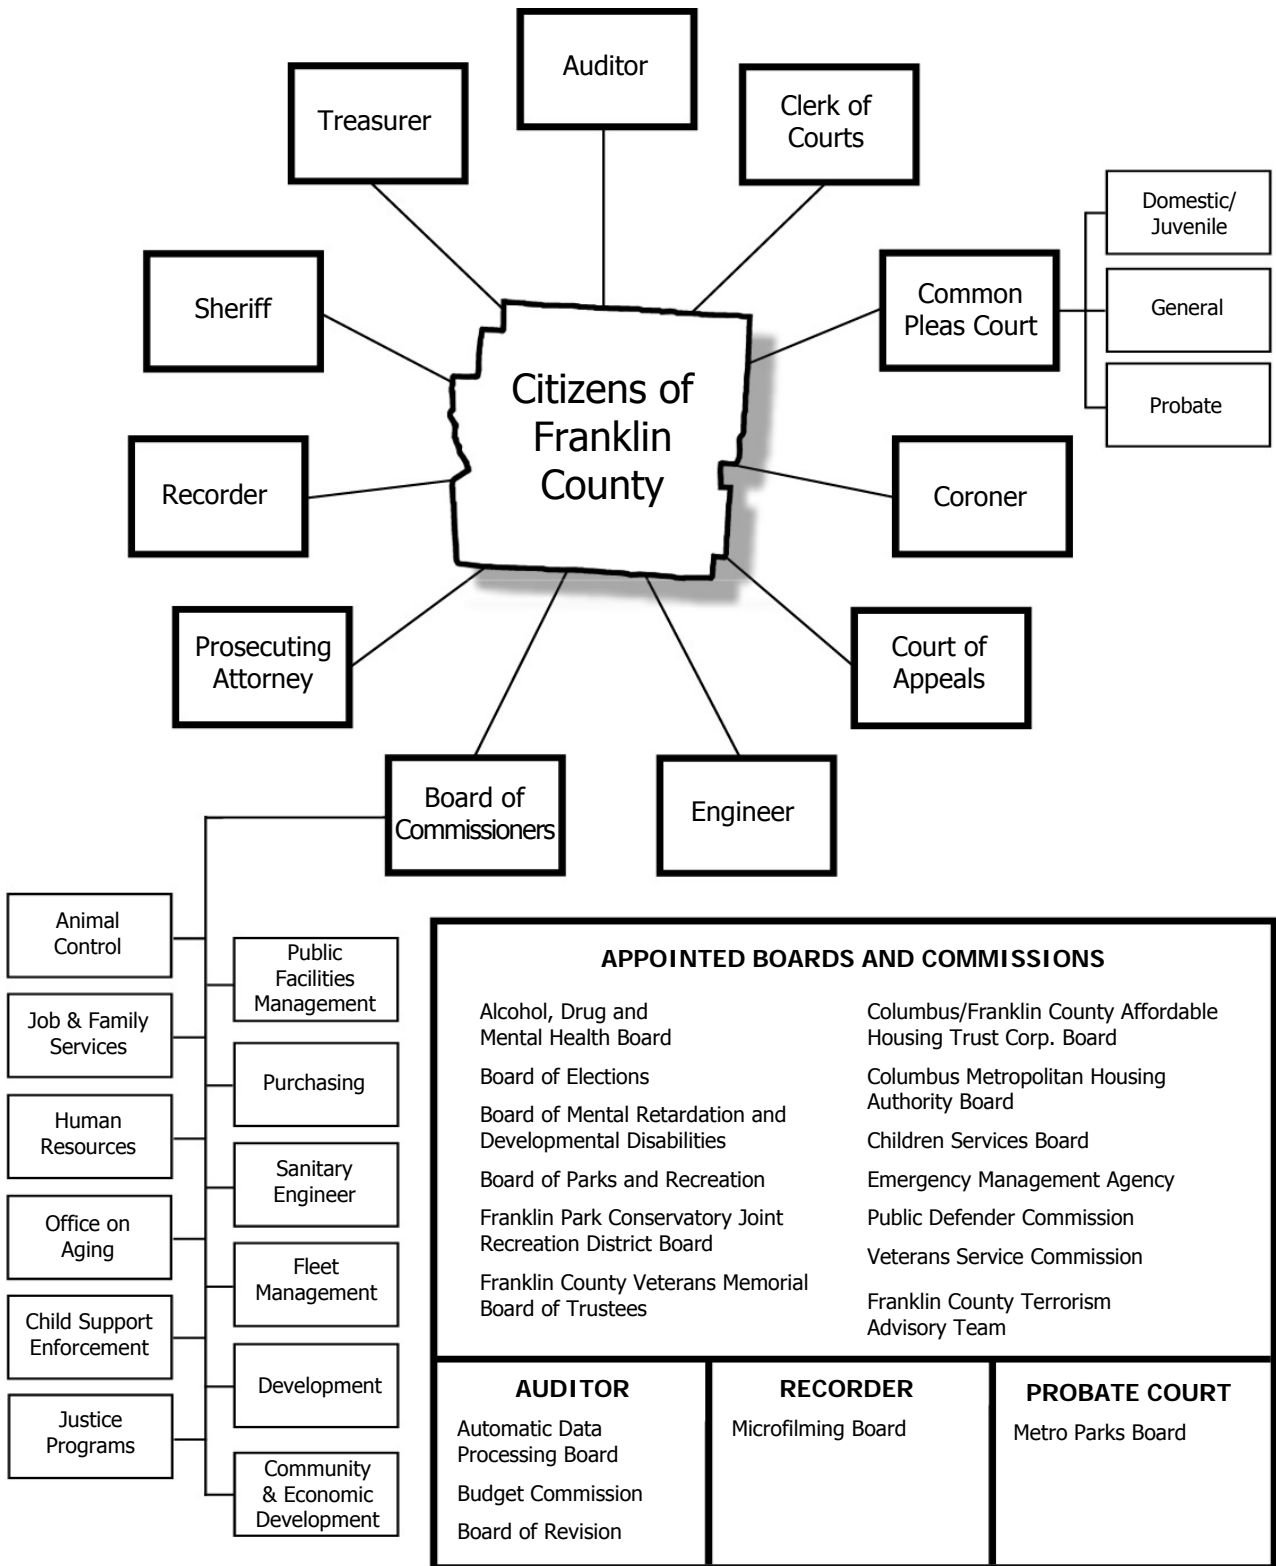 Auditor
Treasurer
Clerk of
Courts
Domestic/
Juvenile
Sheriff
Common
Pleas Court
General
Citizens of
Franklin
County
Probate
Recorder
Coroner
Prosecuting
Attorney
Court of
Appeals
Board of
Commissioners
Engineer
Animal
Control
Job & Family
Services
Human
Resources
Office on
Aging
Child Support
Enforcement
Justice
Programs
Public
Facilities
Management
Purchasing
Sanitary
Engineer
Fleet
Management
Development
Community
& Economic
Development
APPOINTED BOARDS AND COMMISSIONS
Alcohol, Drug and
Mental Health Board
Board of Elections
Board of Mental Retardation and
Developmental Disabilities
Board of Parks and Recreation
Franklin Park Conservatory Joint
Recreation District Board
Franklin County Veterans Memorial
Board of Trustees
Columbus/Franklin County Affordable
Housing Trust Corp. Board
Columbus Metropolitan Housing
Authority Board
Children Services Board
Emergency Management Agency
Public Defender Commission
Veterans Service Commission
Franklin County Terrorism
Advisory Team
AUDITOR
Automatic Data
Processing Board
Budget Commission
Board of Revision
RECORDER
Microfilming Board
PROBATE COURT
Metro Parks Board